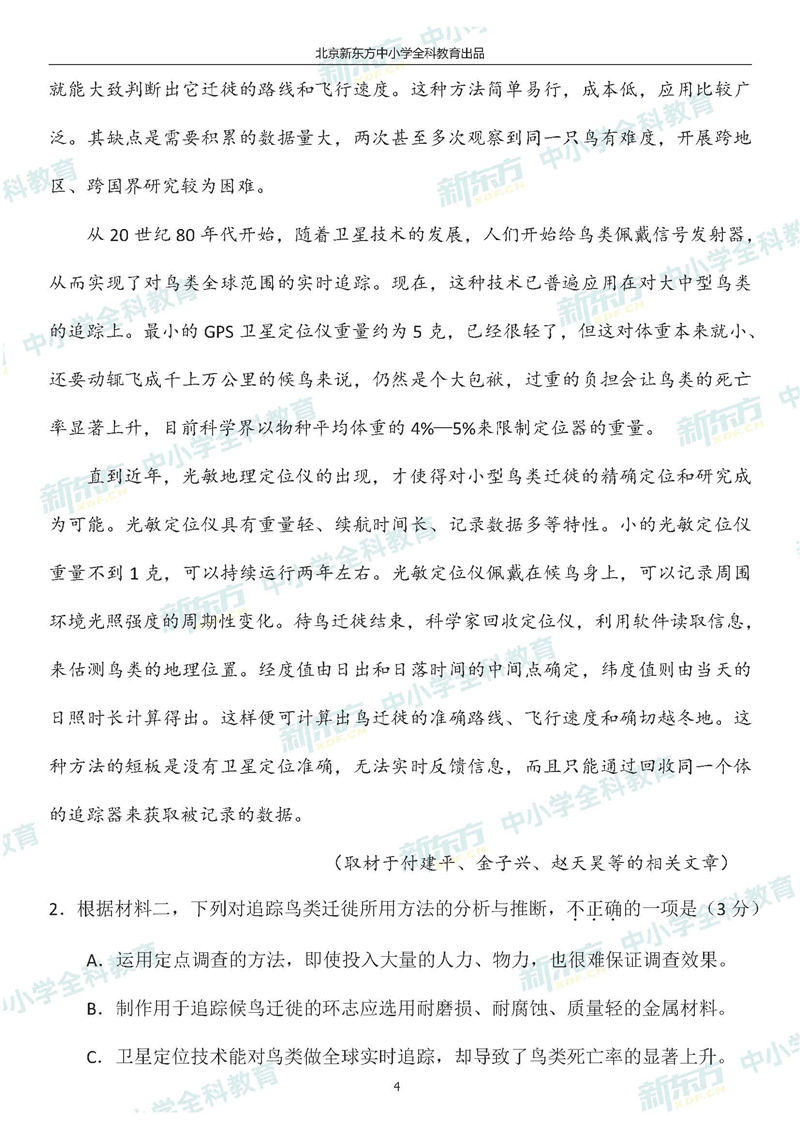 北京新东方中小学全科教育出品
就能大致判断出它迁徙的路线和飞行速度。这种方法简单易行，成本低，应用比较广
泛。其缺点是需要积累的数据量大，两次甚至多次观察到同一只鸟有难度，开展跨地
区、跨国界研究较为困难。
从 20 世纪 80 年代开始，随着卫星技术的发展，人们开始给鸟类佩戴信号发射器，
从而实现了对鸟类全球范围的实时追踪。现在，这种技术已普遍应用在对大中型鸟类
的追踪上。最小的 GPS 卫星定位仪重量约为 5 克，已经很轻了，但这对体重本来就小、
还要动辄飞成千上万公里的候鸟来说，仍然是个大包袱，过重的负担会让鸟类的死亡
率显著上升，目前科学界以物种平均体重的 4%—5%来限制定位器的重量。
直到近年，光敏地理定位仪的出现，才使得对小型鸟类迁徙的精确定位和研究成
为可能。光敏定位仪具有重量轻、续航时间长、记录数据多等特性。小的光敏定位仪
重量不到 1 克，可以持续运行两年左右。光敏定位仪佩戴在候鸟身上，可以记录周围
环境光照强度的周期性变化。待鸟迁徙结束，科学家回收定位仪，利用软件读取信息，
来估测鸟类的地理位置。经度值由日出和日落时间的中间点确定，纬度值则由当天的
日照时长计算得出。这样便可计算出鸟迁徙的准确路线、飞行速度和确切越冬地。这
种方法的短板是没有卫星定位准确，无法实时反馈信息，而且只能通过回收同一个体
的追踪器来获取被记录的数据。
（取材于付建平、金子兴、赵天昊等的相关文章）
2．根据材料二，下列对追踪鸟类迁徙所用方法的分析与推断，不正确的一项是（3 分）
A．运用定点调查的方法，即使投入大量的人力、物力，也很难保证调查效果。
B．制作用于追踪候鸟迁徙的环志应选用耐磨损、耐腐蚀、质量轻的金属材料。
C．卫星定位技术能对鸟类做全球实时追踪，却导致了鸟类死亡率的显著上升。
4
新东方 XDF.CN 中小学全科教育